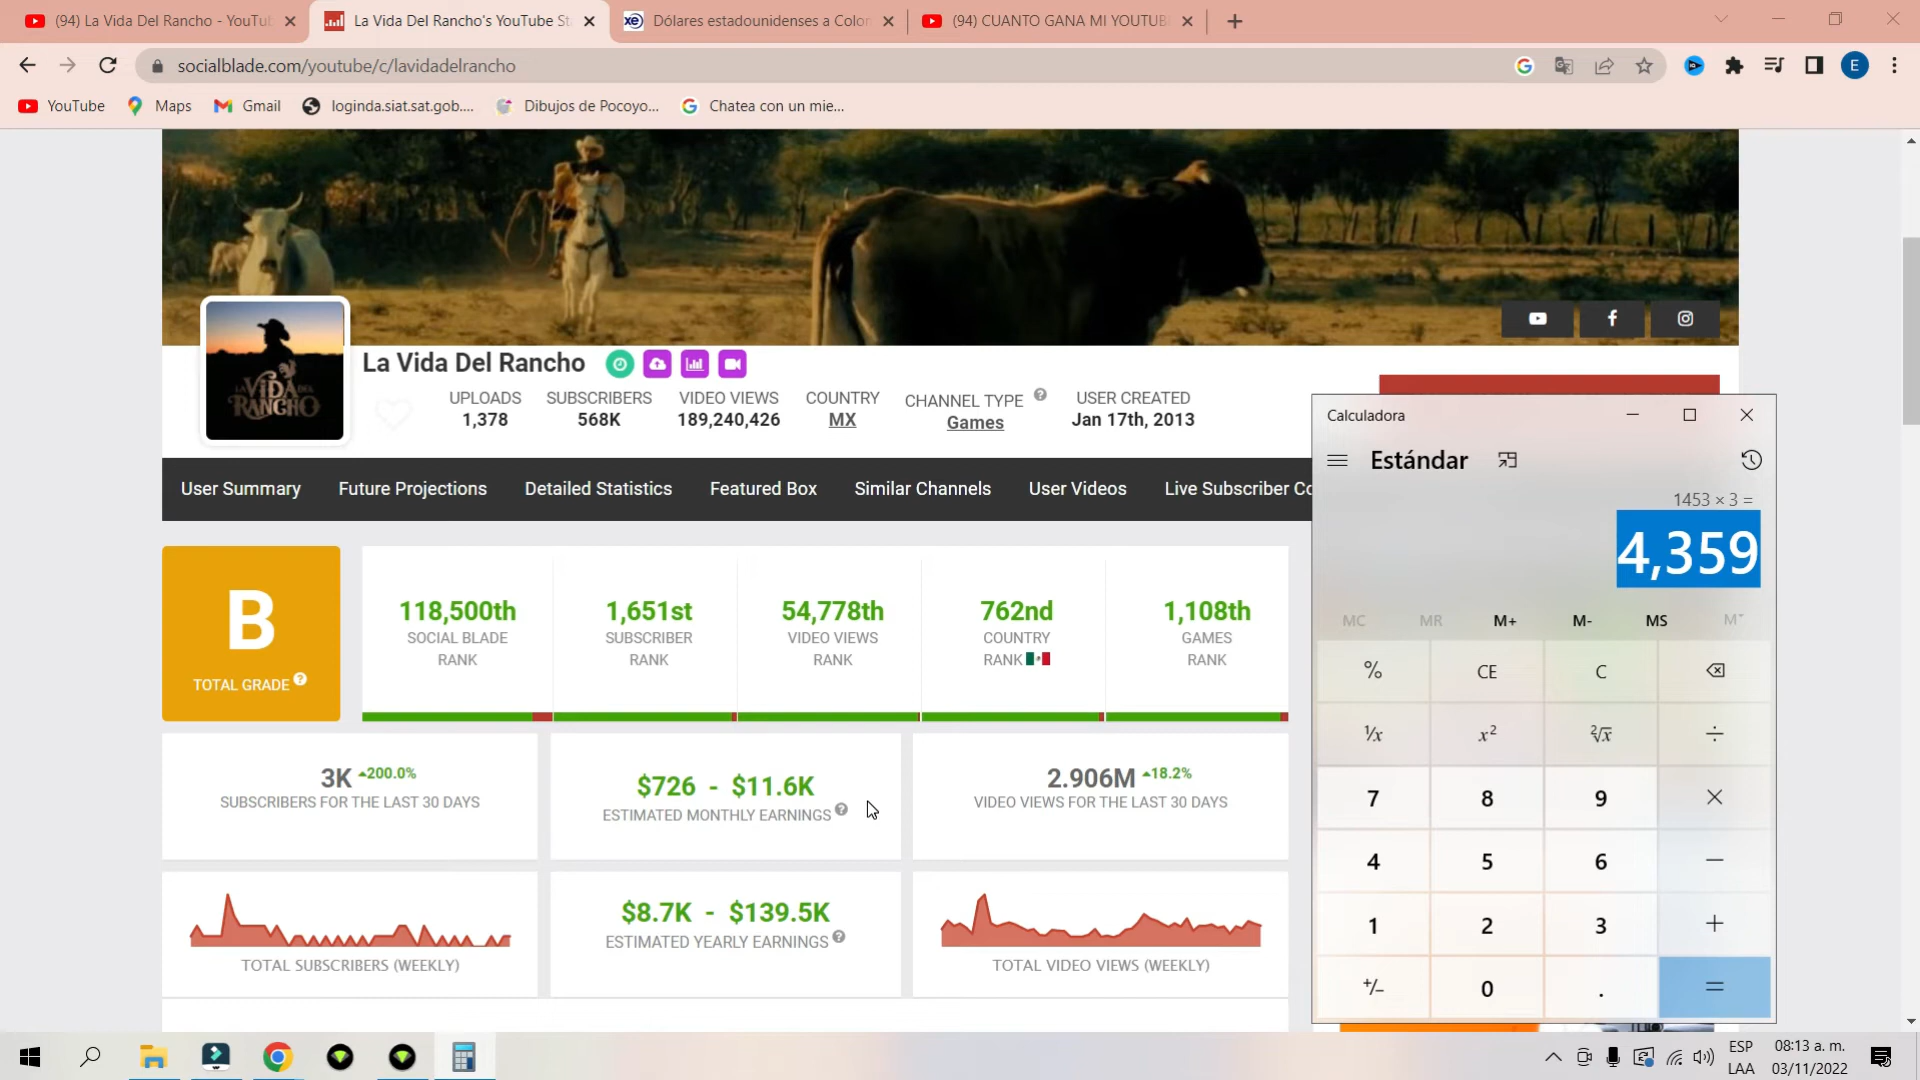 (94) La Vida Del Rancho - YouTu
La Vida Del Rancho's YouTube St
xe Dólares estadounidenses a Color
(94) CUANTO GANA MI YOUTUB
socialblade.com/youtube/c/lavidadelrancho
E
YouTube
Maps
Gmail
loginda.siat.sat.gob....
Dibujos de Pocoyo...
Chatea con un mie...
LA VIDA DEL RANCHO
La Vida Del Rancho
UPLOADS
1,378
SUBSCRIBERS
568K
VIDEO VIEWS
189,240,426
COUNTRY
MX
CHANNEL TYPE
Games
USER CREATED
Jan 17th, 2013
User Summary
Future Projections
Detailed Statistics
Featured Box
Similar Channels
User Videos
Live Subscriber Co
B
TOTAL GRADE
118,500th
SOCIAL BLADE
RANK
1,651st
SUBSCRIBER
RANK
54,778th
VIDEO VIEWS
RANK
762nd
COUNTRY
RANK
1,108th
GAMES
RANK
3K 200.0%
SUBSCRIBERS FOR THE LAST 30 DAYS
$726 - $11.6K
ESTIMATED MONTHLY EARNINGS
2.906M 18.2%
VIDEO VIEWS FOR THE LAST 30 DAYS
TOTAL SUBSCRIBERS (WEEKLY)
$8.7K - $139.5K
ESTIMATED YEARLY EARNINGS
TOTAL VIDEO VIEWS (WEEKLY)
Calculadora
Estándar
1453 × 3 =
4,359
MC MR M+ M- MS M
% CE C
1/x x² ²√x ÷
7 8 9 ×
4 5 6 −
1 2 3 +
+/− 0 . =
ESP
LAA
08:13 a. m.
03/11/2022